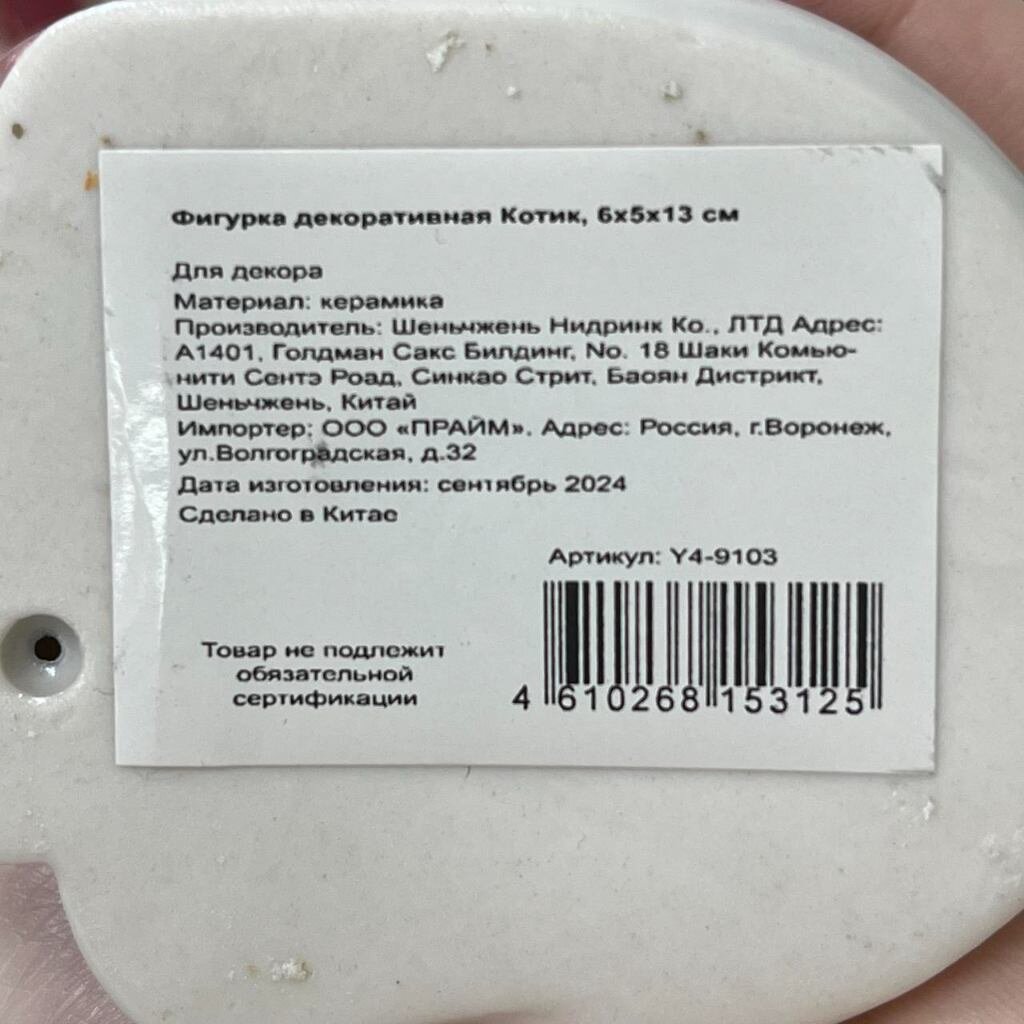 Фигурка декоративная Котик, 6х5х13 см
Для декора
Материал: керамика
Производитель: Шеньчжень Нидринк Ко., ЛТД Адрес:
А1401, Голдман Сакс Билдинг, No. 18 Шаки Комью-
нити Сентэ Роад, Синкао Стрит, Баоян Дистрикт,
Шеньчжень, Китай
Импортер: ООО «ПРАЙМ». Адрес: Россия, г.Воронеж,
ул.Волгоградская, д.32
Дата изготовления: сентябрь 2024
Сделано в Китае
Артикул: Y4-9103
Товар не подлежит
обязательной
сертификации
4 610268 153125